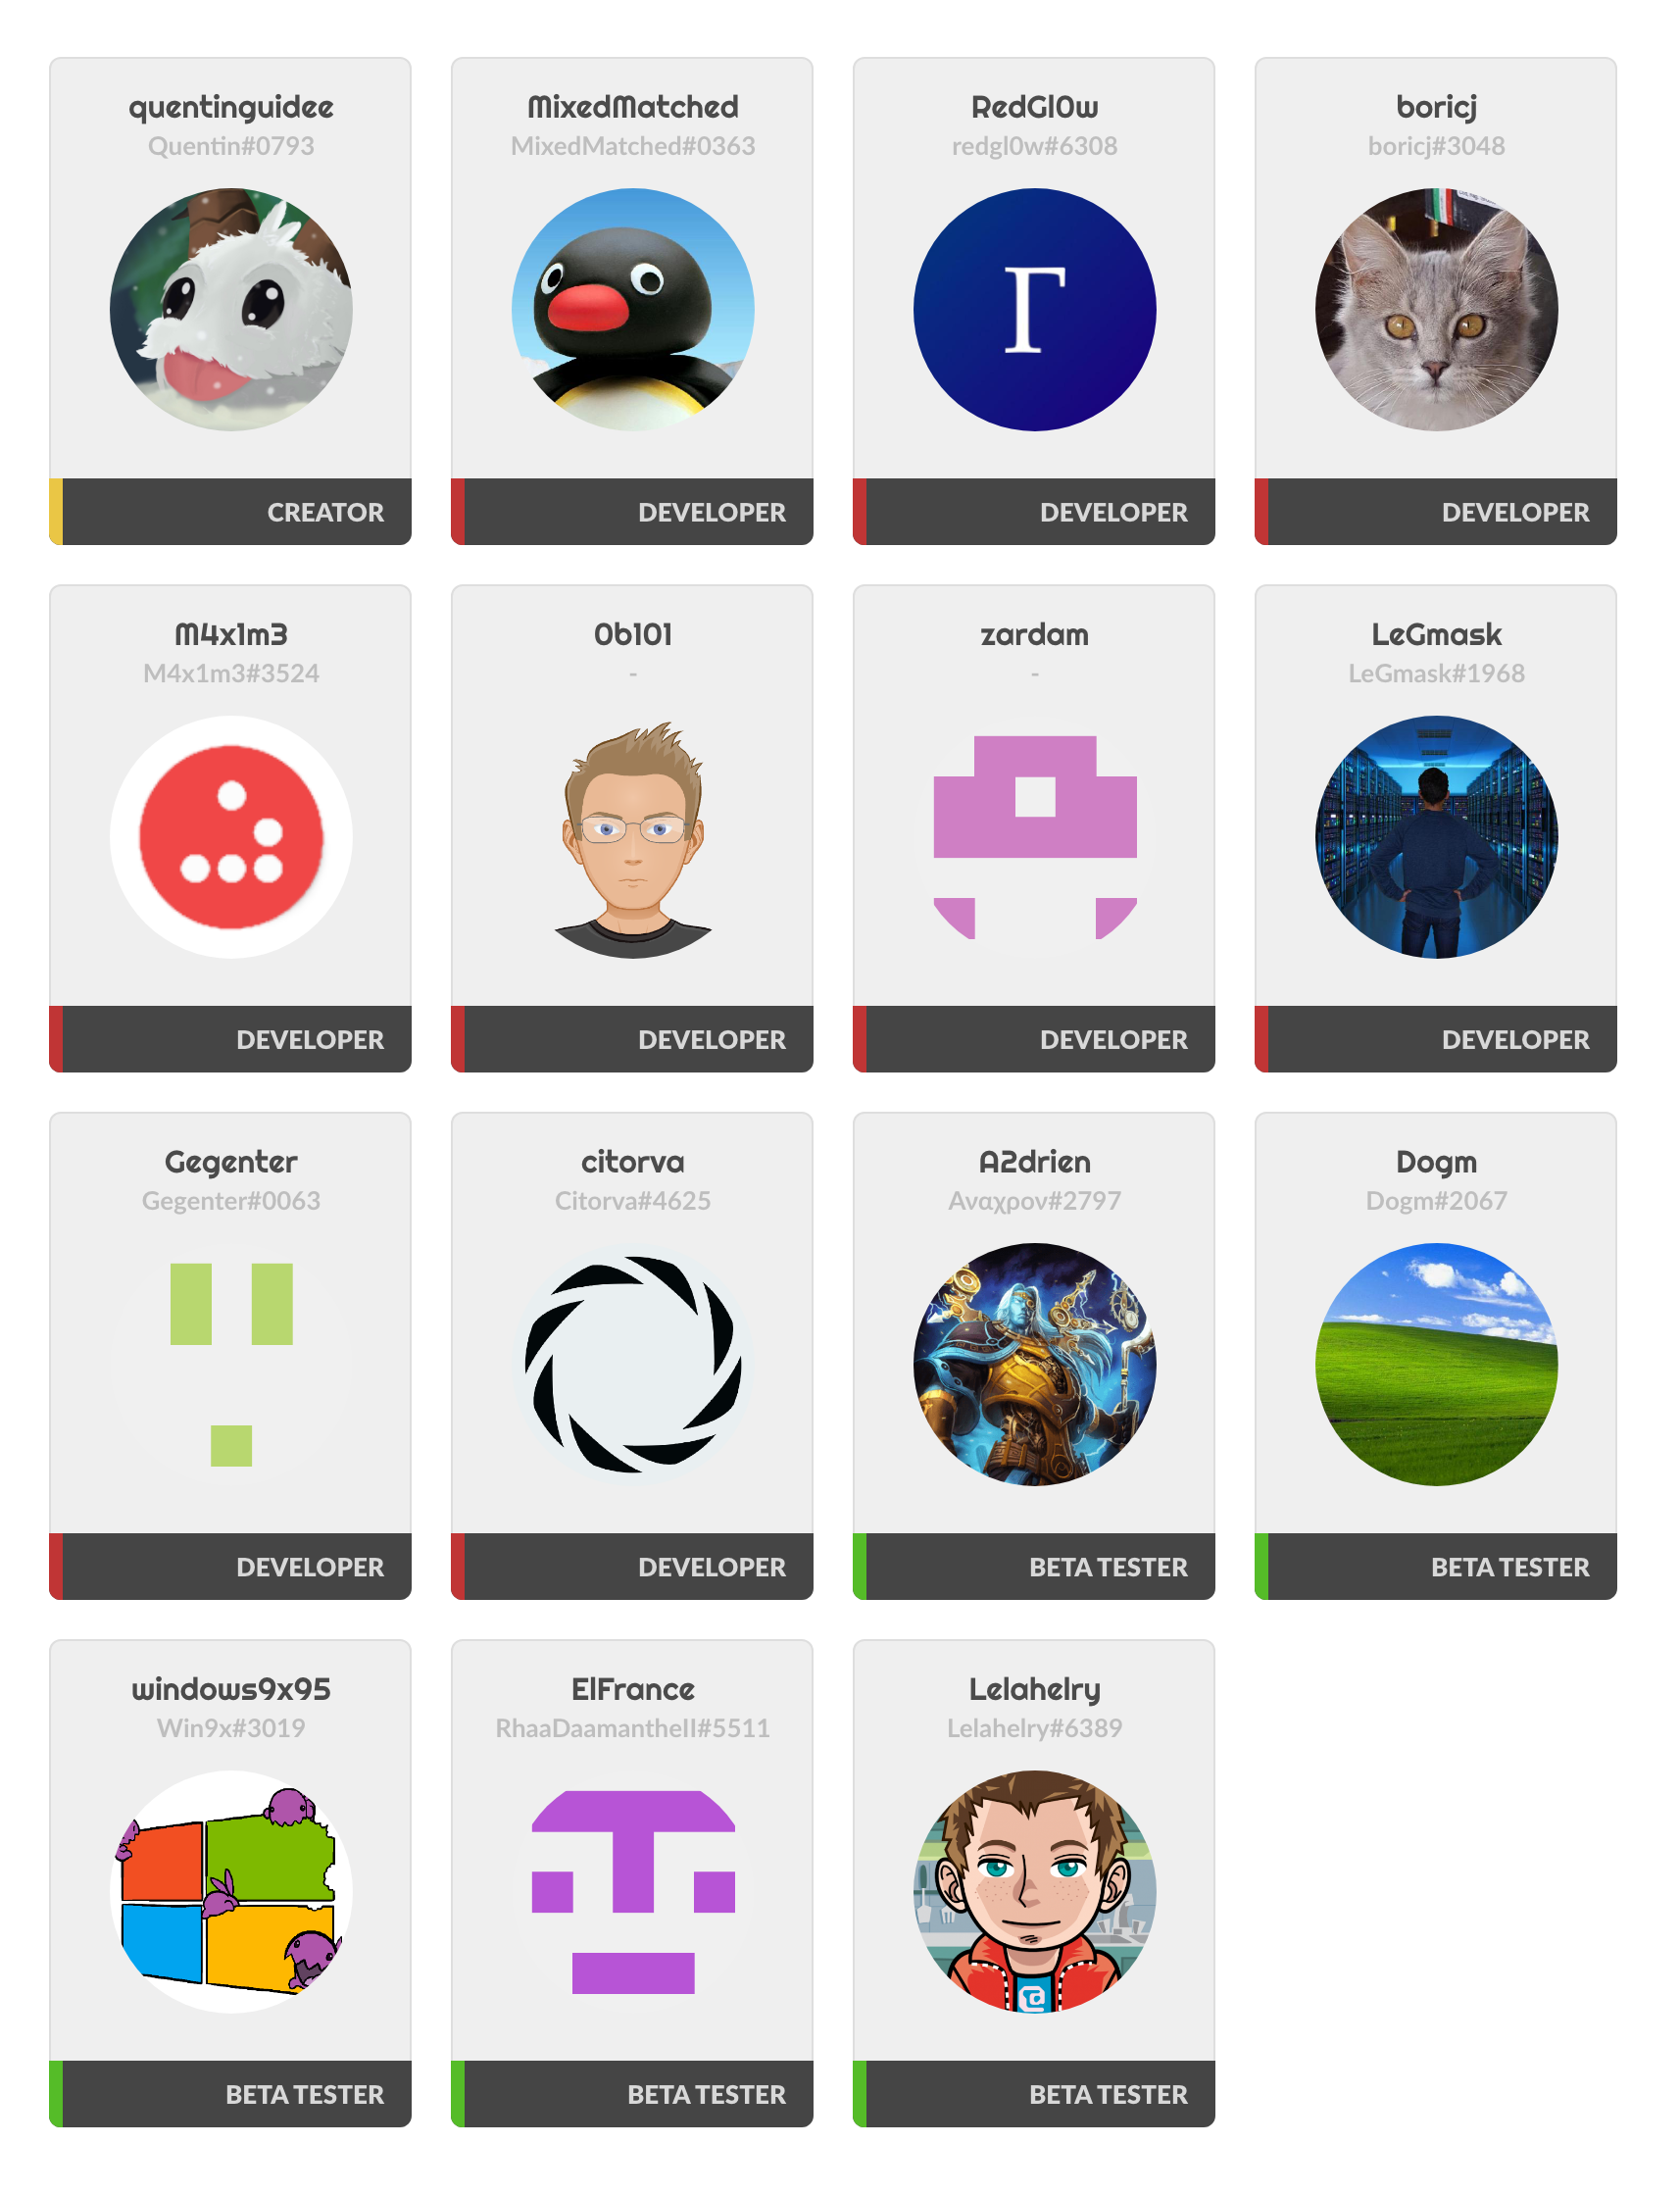 quentinguidee
Quentin#0793
CREATOR
MixedMatched
MixedMatched#0363
DEVELOPER
RedGl0w
redgl0w#6308
Γ
DEVELOPER
boricj
boricj#3048
DEVELOPER
M4x1m3
M4x1m3#3524
DEVELOPER
0b101
-
DEVELOPER
zardam
-
DEVELOPER
LeGmask
LeGmask#1968
DEVELOPER
Gegenter
Gegenter#0063
DEVELOPER
citorva
Citorva#4625
DEVELOPER
A2drien
Αναχρον#2797
BETA TESTER
Dogm
Dogm#2067
BETA TESTER
windows9x95
Win9x#3019
BETA TESTER
ElFrance
RhaaDaamanthell#5511
BETA TESTER
Lelahelry
Lelahelry#6389
@
BETA TESTER